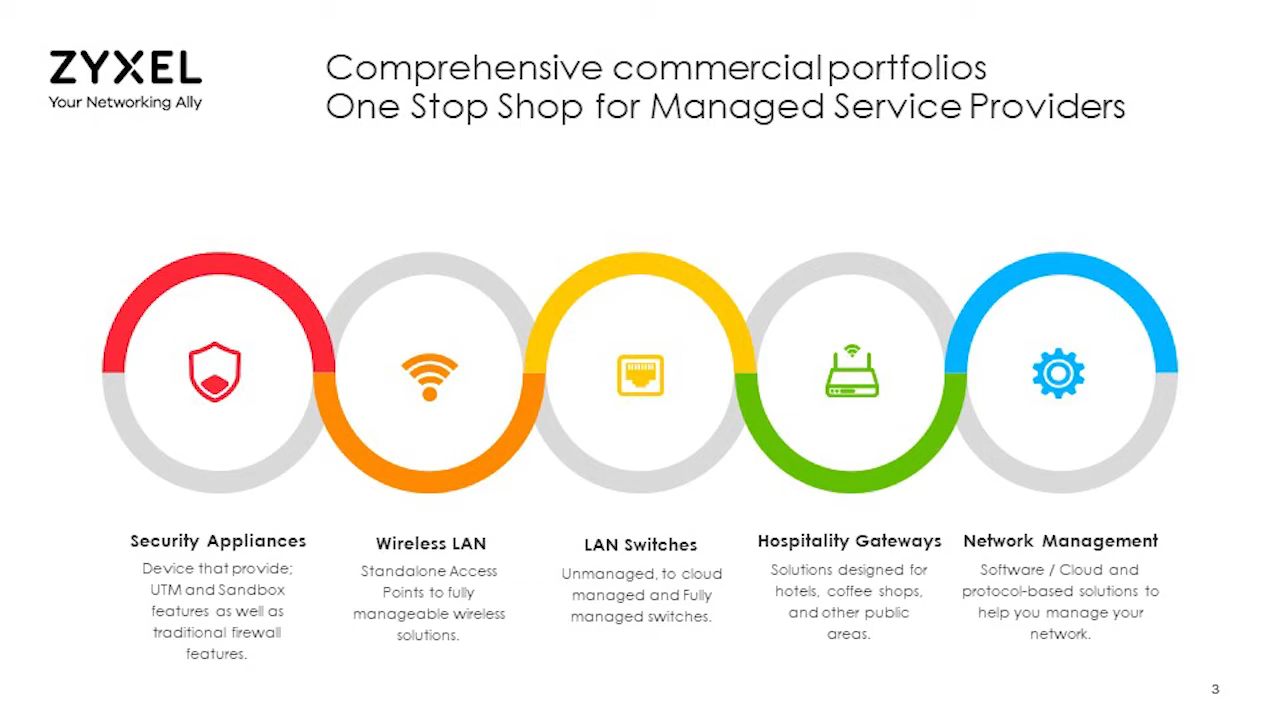 ZYXEL
Your Networking Ally
Comprehensive commercial portfolios
One Stop Shop for Managed Service Providers
Security Appliances
Device that provide;
UTM and Sandbox
features as well as
traditional firewall
features.
Wireless LAN
Standalone Access
Points to fully
manageable wireless
solutions.
LAN Switches
Unmanaged, to cloud
managed and Fully
managed switches.
Hospitality Gateways
Solutions designed for
hotels, coffee shops,
and other public
areas.
Network Management
Software / Cloud and
protocol-based solutions to
help you manage your
network.
3